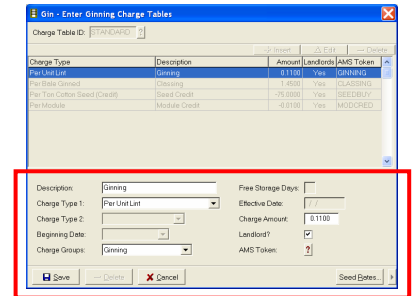 Gin - Enter Ginning Charge Tables
Charge Table ID: STANDARD ?
Insert Edit Delete
Charge Type Description Amount Landlords AMS Token
Per Unit Lint Ginning 0.1100 Yes GINNING
Per Bale Ginned Classing 1.4500 Yes CLASSING
Per Ton Cotton Seed (Credit) Seed Credit -75.0000 Yes SEEDBUY
Per Module Module Credit -0.0100 Yes MODCRED
Description: Ginning Free Storage Days:
Charge Type 1: Per Unit Lint Effective Date: / /
Charge Type 2: Charge Amount: 0.1100
Beginning Date: Landlord?
Charge Groups: Ginning AMS Token: ?
Save Delete Cancel Seed Rates...